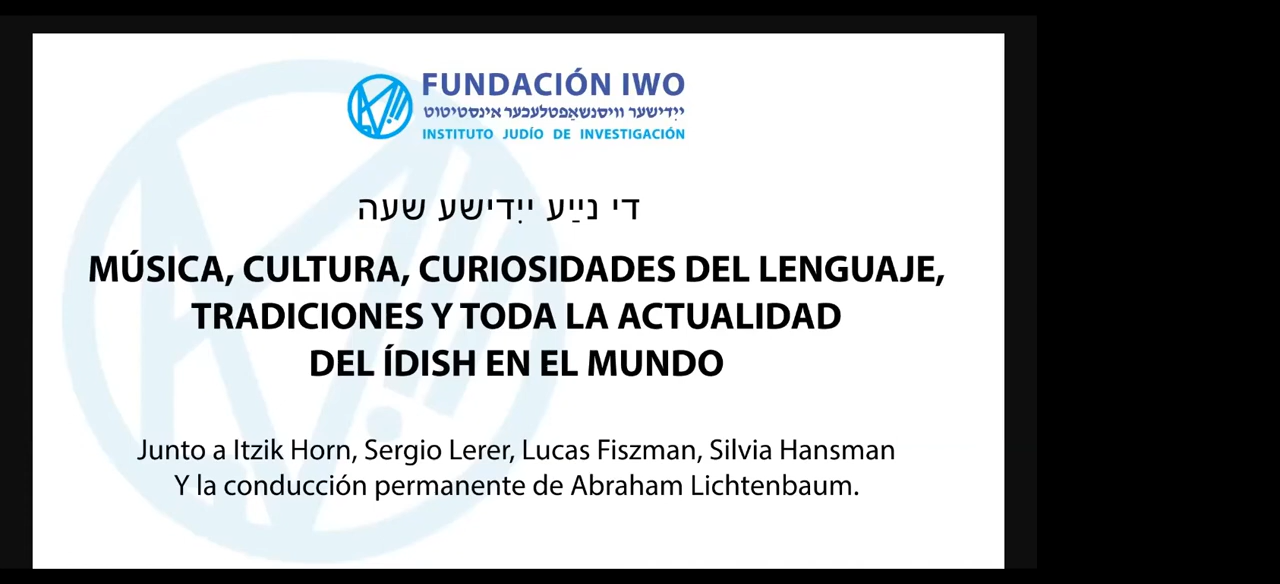 FUNDACIÓN IWO
ייִדישער וויסנשאַפֿטלעכער אינסטיטוט
INSTITUTO JUDÍO DE INVESTIGACIÓN
די נײַע ייִדישע שעה
MÚSICA, CULTURA, CURIOSIDADES DEL LENGUAJE,
TRADICIONES Y TODA LA ACTUALIDAD
DEL ÍDISH EN EL MUNDO
Junto a Itzik Horn, Sergio Lerer, Lucas Fiszman, Silvia Hansman
Y la conducción permanente de Abraham Lichtenbaum.